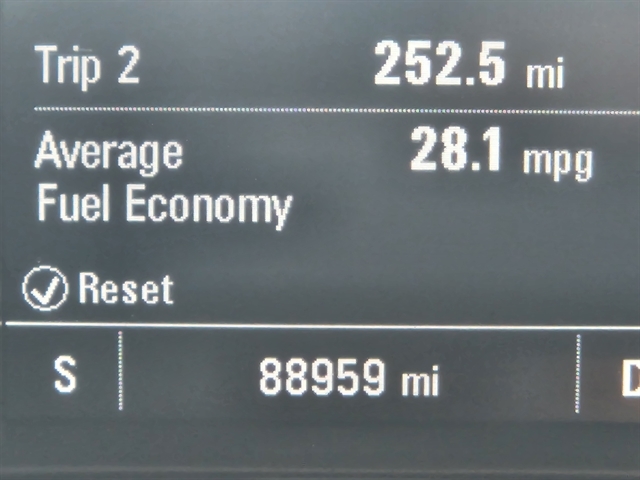 Trip 2 252.5 mi
Average 28.1 mpg
Fuel Economy
Reset
S 88959 mi D